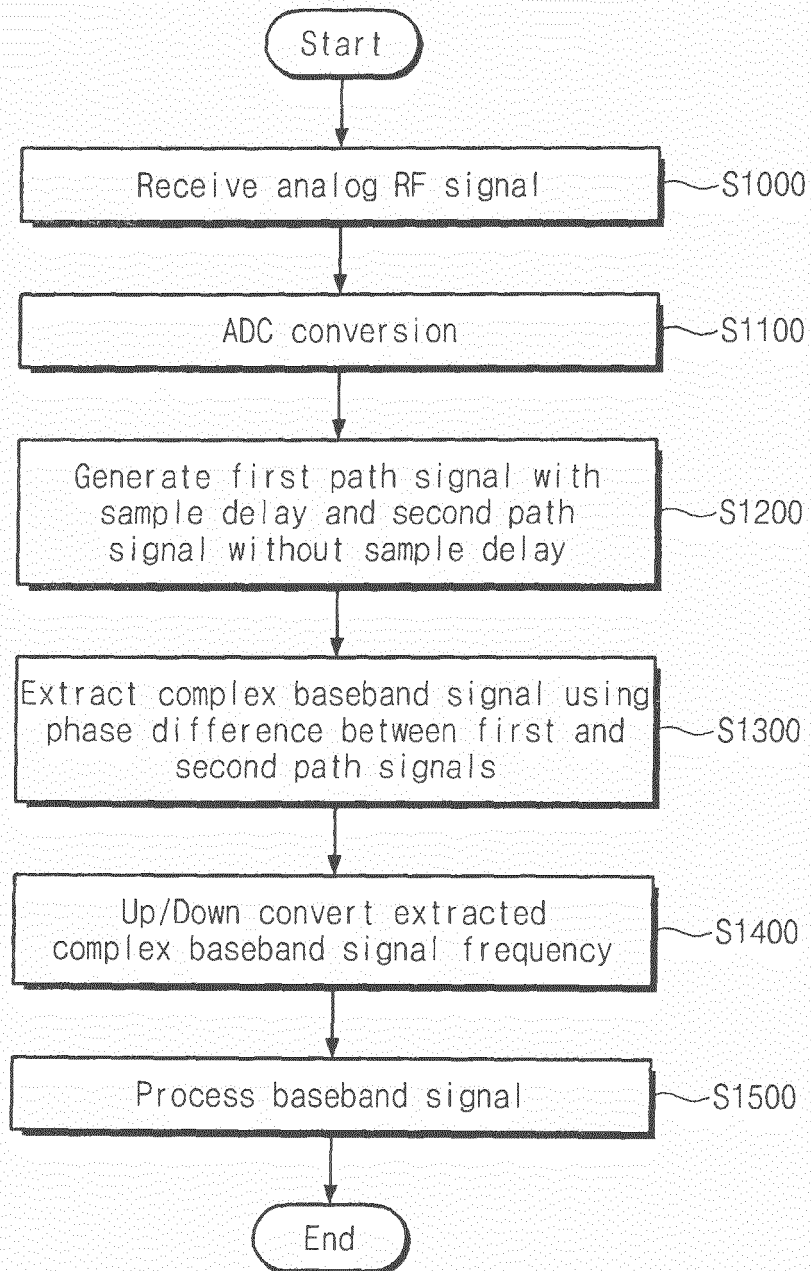 Start
Receive analog RF signal
S1000
ADC conversion
S1100
Generate first path signal with
sample delay and second path
signal without sample delay
S1200
Extract complex baseband signal using
phase difference between first and
second path signals
S1300
Up/Down convert extracted
complex baseband signal frequency
S1400
Process baseband signal
S1500
End